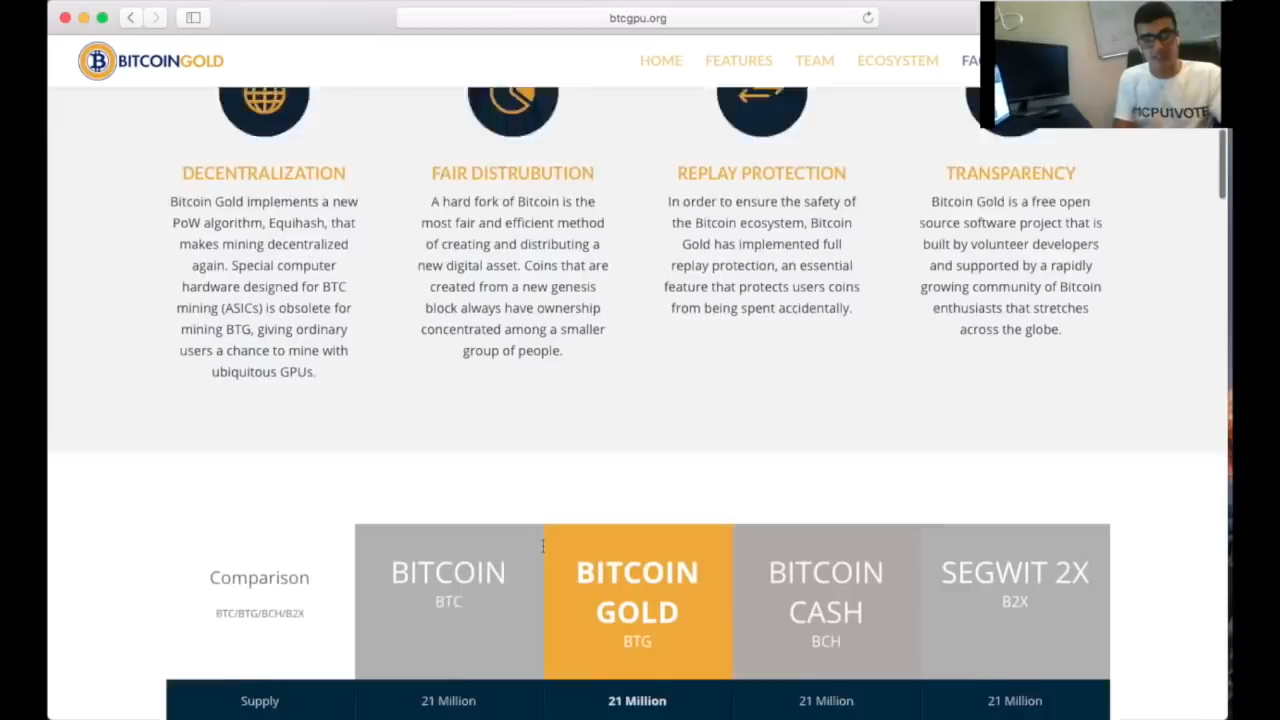 btcgpu.org
BITCOINGOLD
HOME FEATURES TEAM ECOSYSTEM
1CPU1VOTE
DECENTRALIZATION
Bitcoin Gold implements a new
PoW algorithm, Equihash, that
makes mining decentralized
again. Special computer
hardware designed for BTC
mining (ASICs) is obsolete for
mining BTG, giving ordinary
users a chance to mine with
ubiquitous GPUs.
FAIR DISTRUBUTION
A hard fork of Bitcoin is the
most fair and efficient method
of creating and distributing a
new digital asset. Coins that are
created from a new genesis
block always have ownership
concentrated among a smaller
group of people.
REPLAY PROTECTION
In order to ensure the safety of
the Bitcoin ecosystem, Bitcoin
Gold has implemented full
replay protection, an essential
feature that protects users coins
from being spent accidentally.
TRANSPARENCY
Bitcoin Gold is a free open
source software project that is
built by volunteer developers
and supported by a rapidly
growing community of Bitcoin
enthusiasts that stretches
across the globe.
Comparison
BTC/BTG/BCH/B2X
BITCOIN
BTC
BITCOIN
GOLD
BTG
BITCOIN
CASH
BCH
SEGWIT 2X
B2X
Supply 21 Million 21 Million 21 Million 21 Million